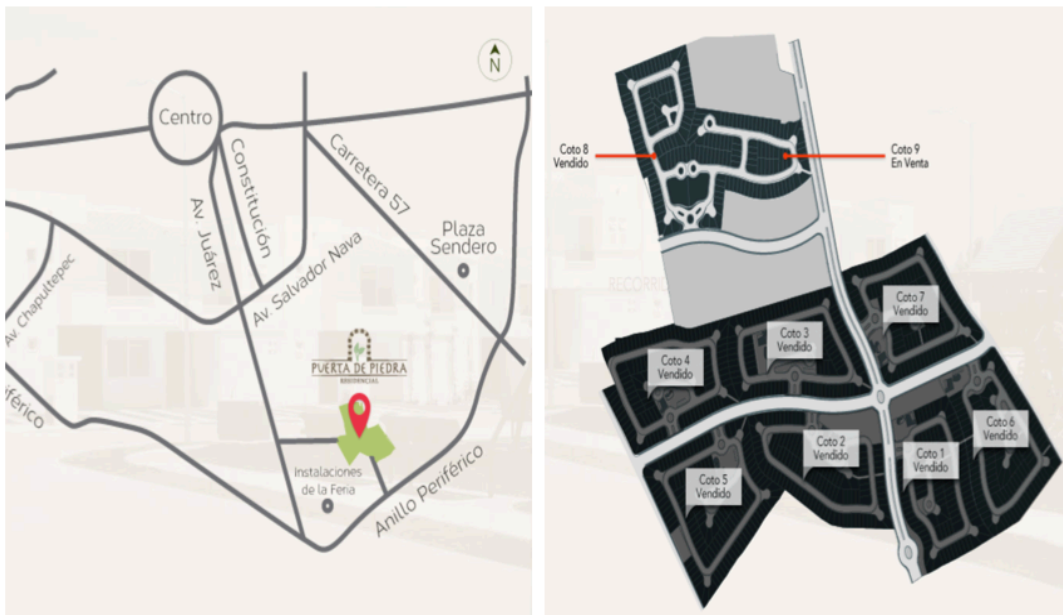 N
Centro
Constitución
Carretera 57
Av. Juárez
Plaza
Sendero
Av. Salvador Nava
Av. Chapultepec
PUERTA DE PIEDRA
RESIDENCIAL
iférico
Instalaciones
de la Feria
Anillo Periférico
Coto 8
Vendido
Coto 9
En Venta
Coto 7
Vendido
Coto 3
Vendido
Coto 4
Vendido
Coto 6
Vendido
Coto 2
Vendido
Coto 1
Vendido
Coto 5
Vendido